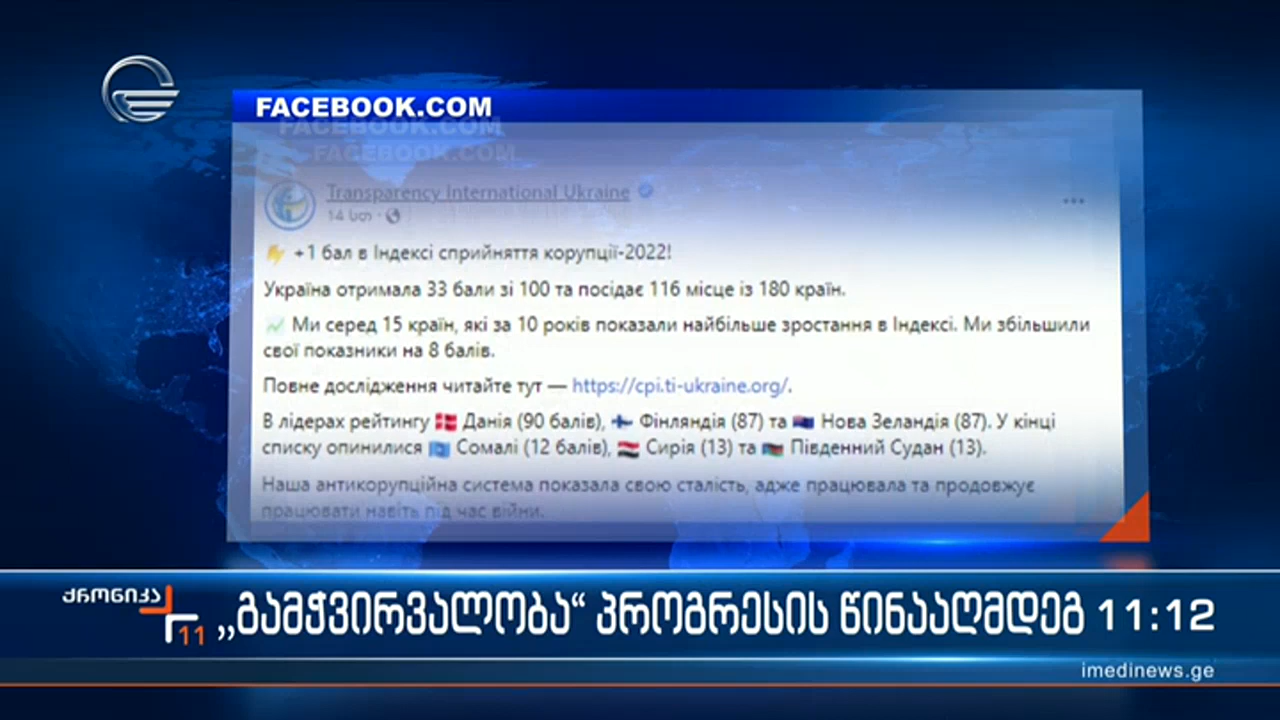 FACEBOOK.COM
Transparency International Ukraine
14 სთ ·
+1 бал в Індексі сприйняття корупції-2022!
Україна отримала 33 бали зі 100 та посідає 116 місце із 180 країн.
Ми серед 15 країн, які за 10 років показали найбільше зростання в Індексі. Ми збільшили
свої показники на 8 балів.
Повне дослідження читайте тут — https://cpi.ti-ukraine.org/.
В лідерах рейтингу Данія (90 балів), Фінляндія (87) та Нова Зеландія (87). У кінці
списку опинилися Сомалі (12 балів), Сирія (13) та Південний Судан (13).
Наша антикорупційна система показала свою сталість, адже працювала та продовжує
працювати навіть під час війни.
ქრონიკა
11
„გამჭვირვალობა“ პროგრესის წინააღმდეგ 11:12
imedinews.ge